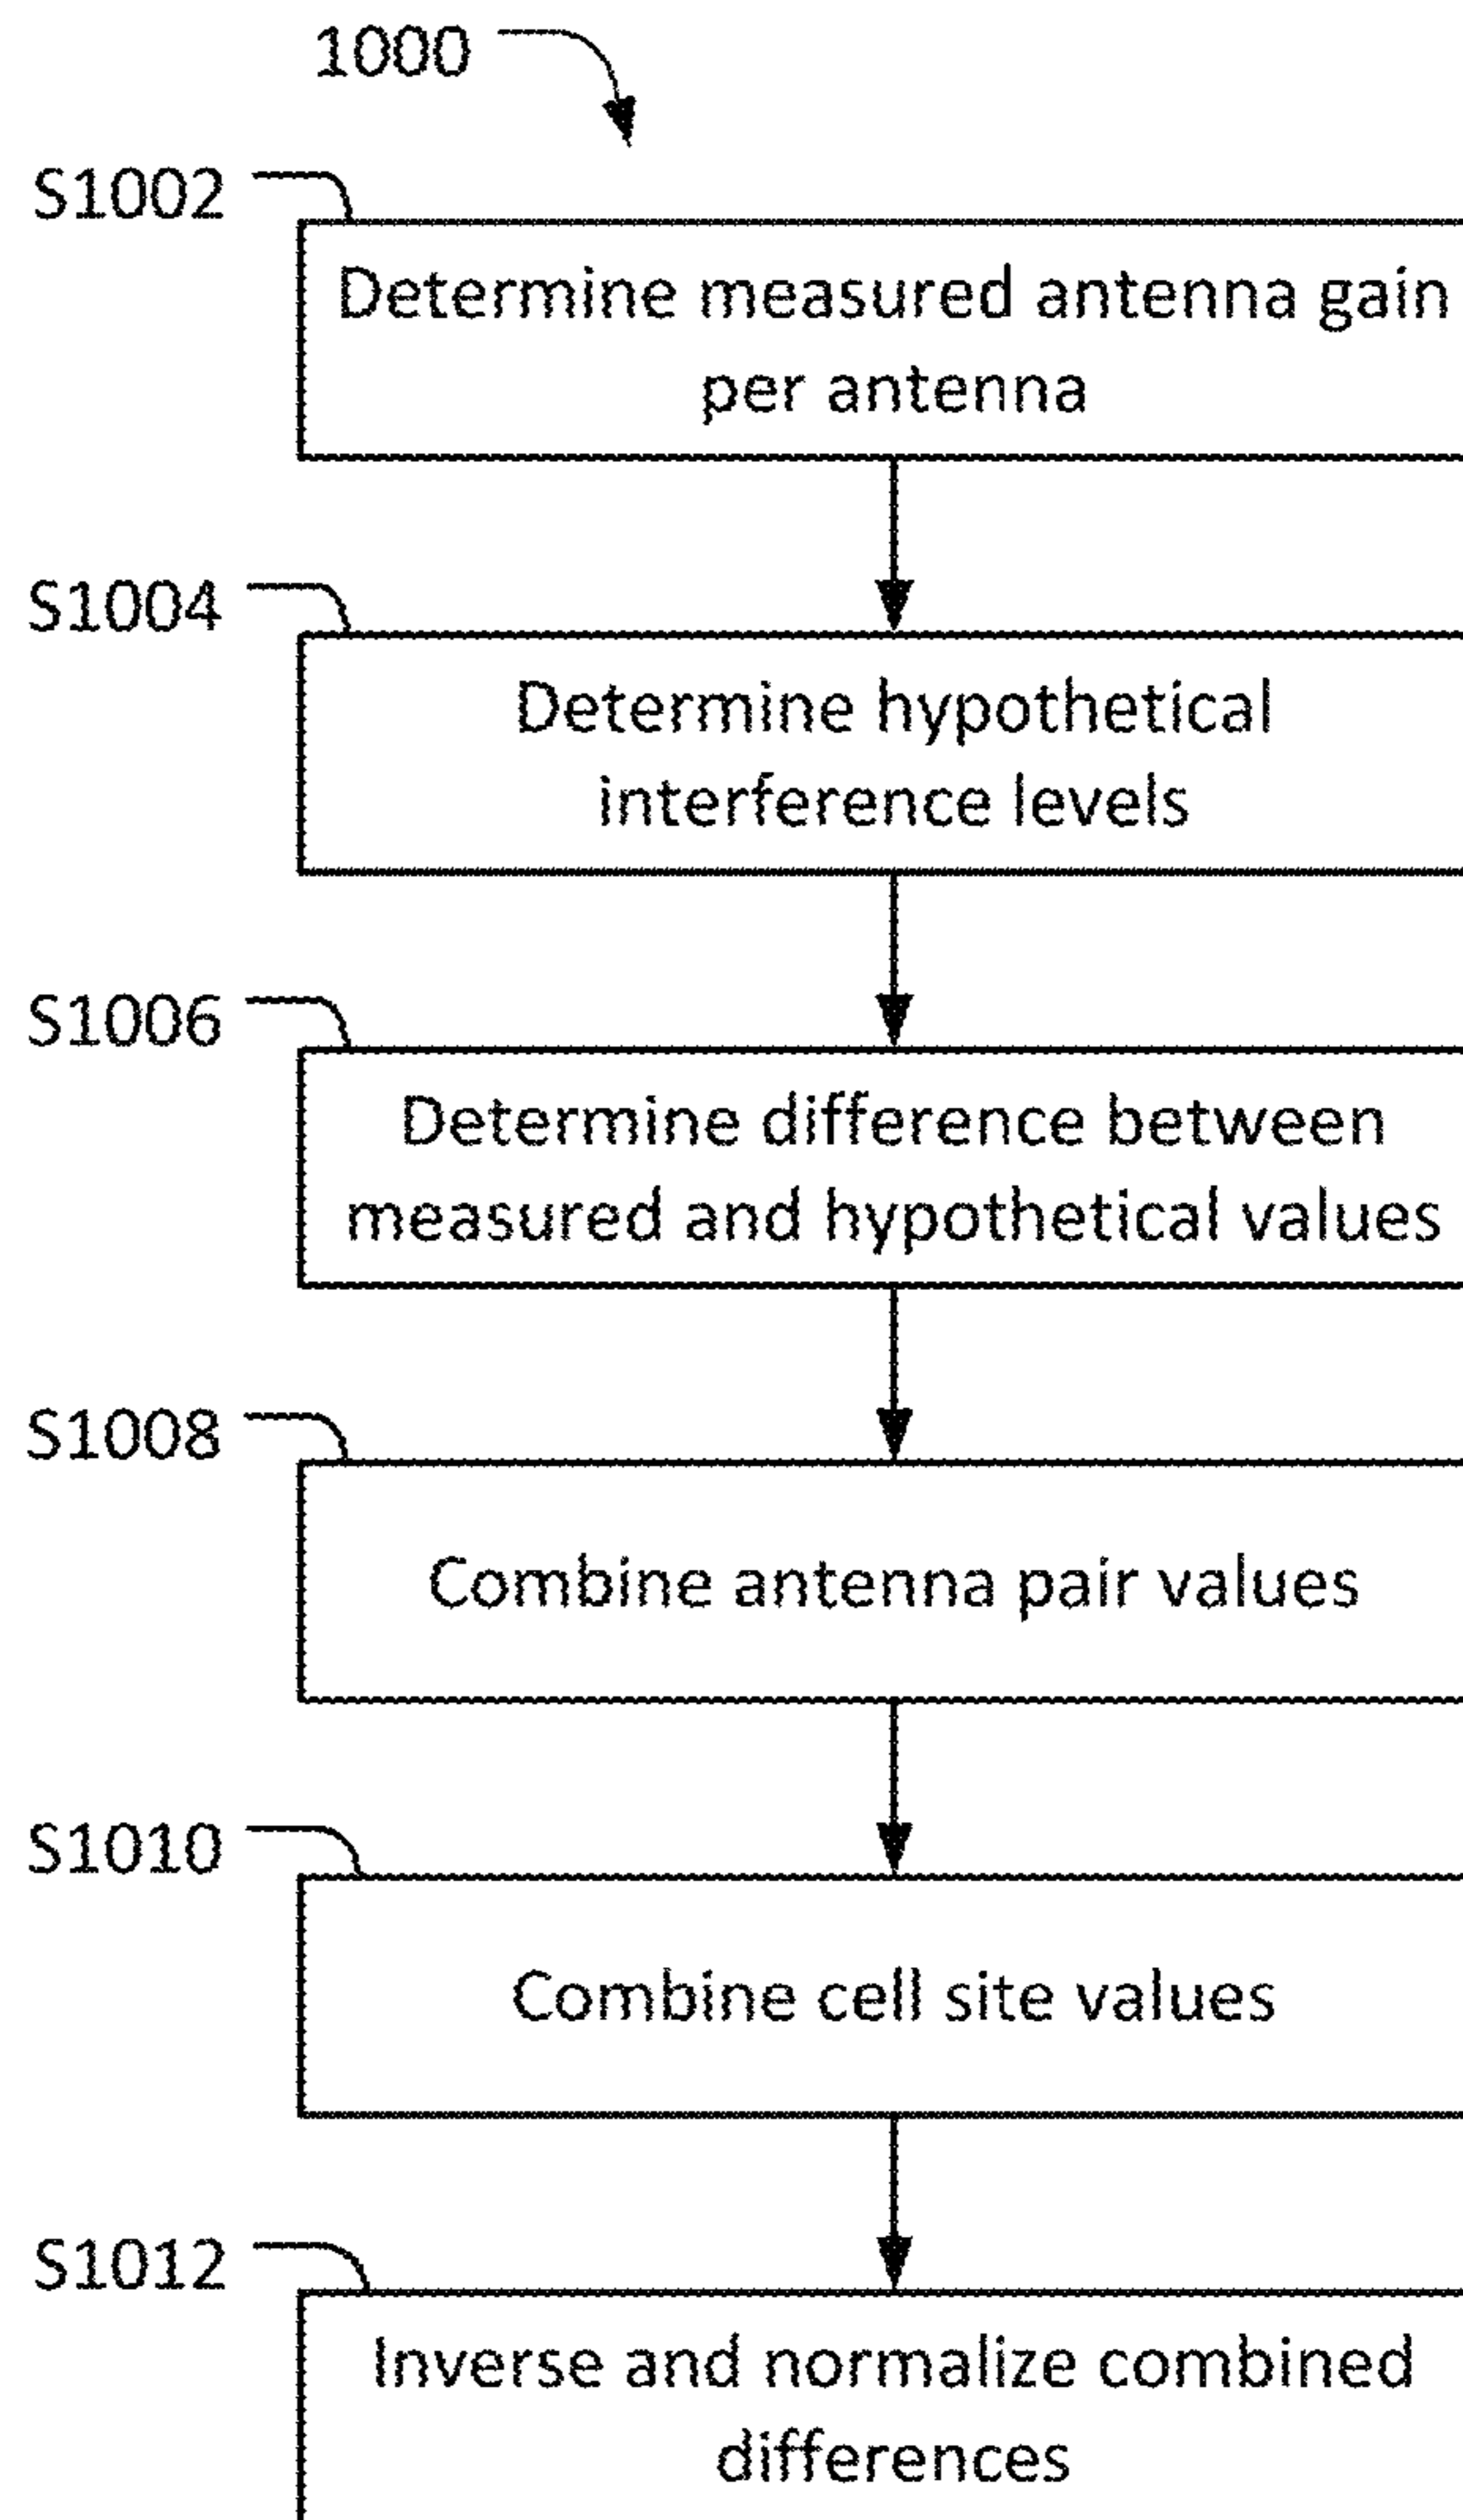 1000
S1002
Determine measured antenna gain
per antenna
S1004
Determine hypothetical
interference levels
S1006
Determine difference between
measured and hypothetical values
S1008
Combine antenna pair values
S1010
Combine cell site values
S1012
Inverse and normalize combined
differences